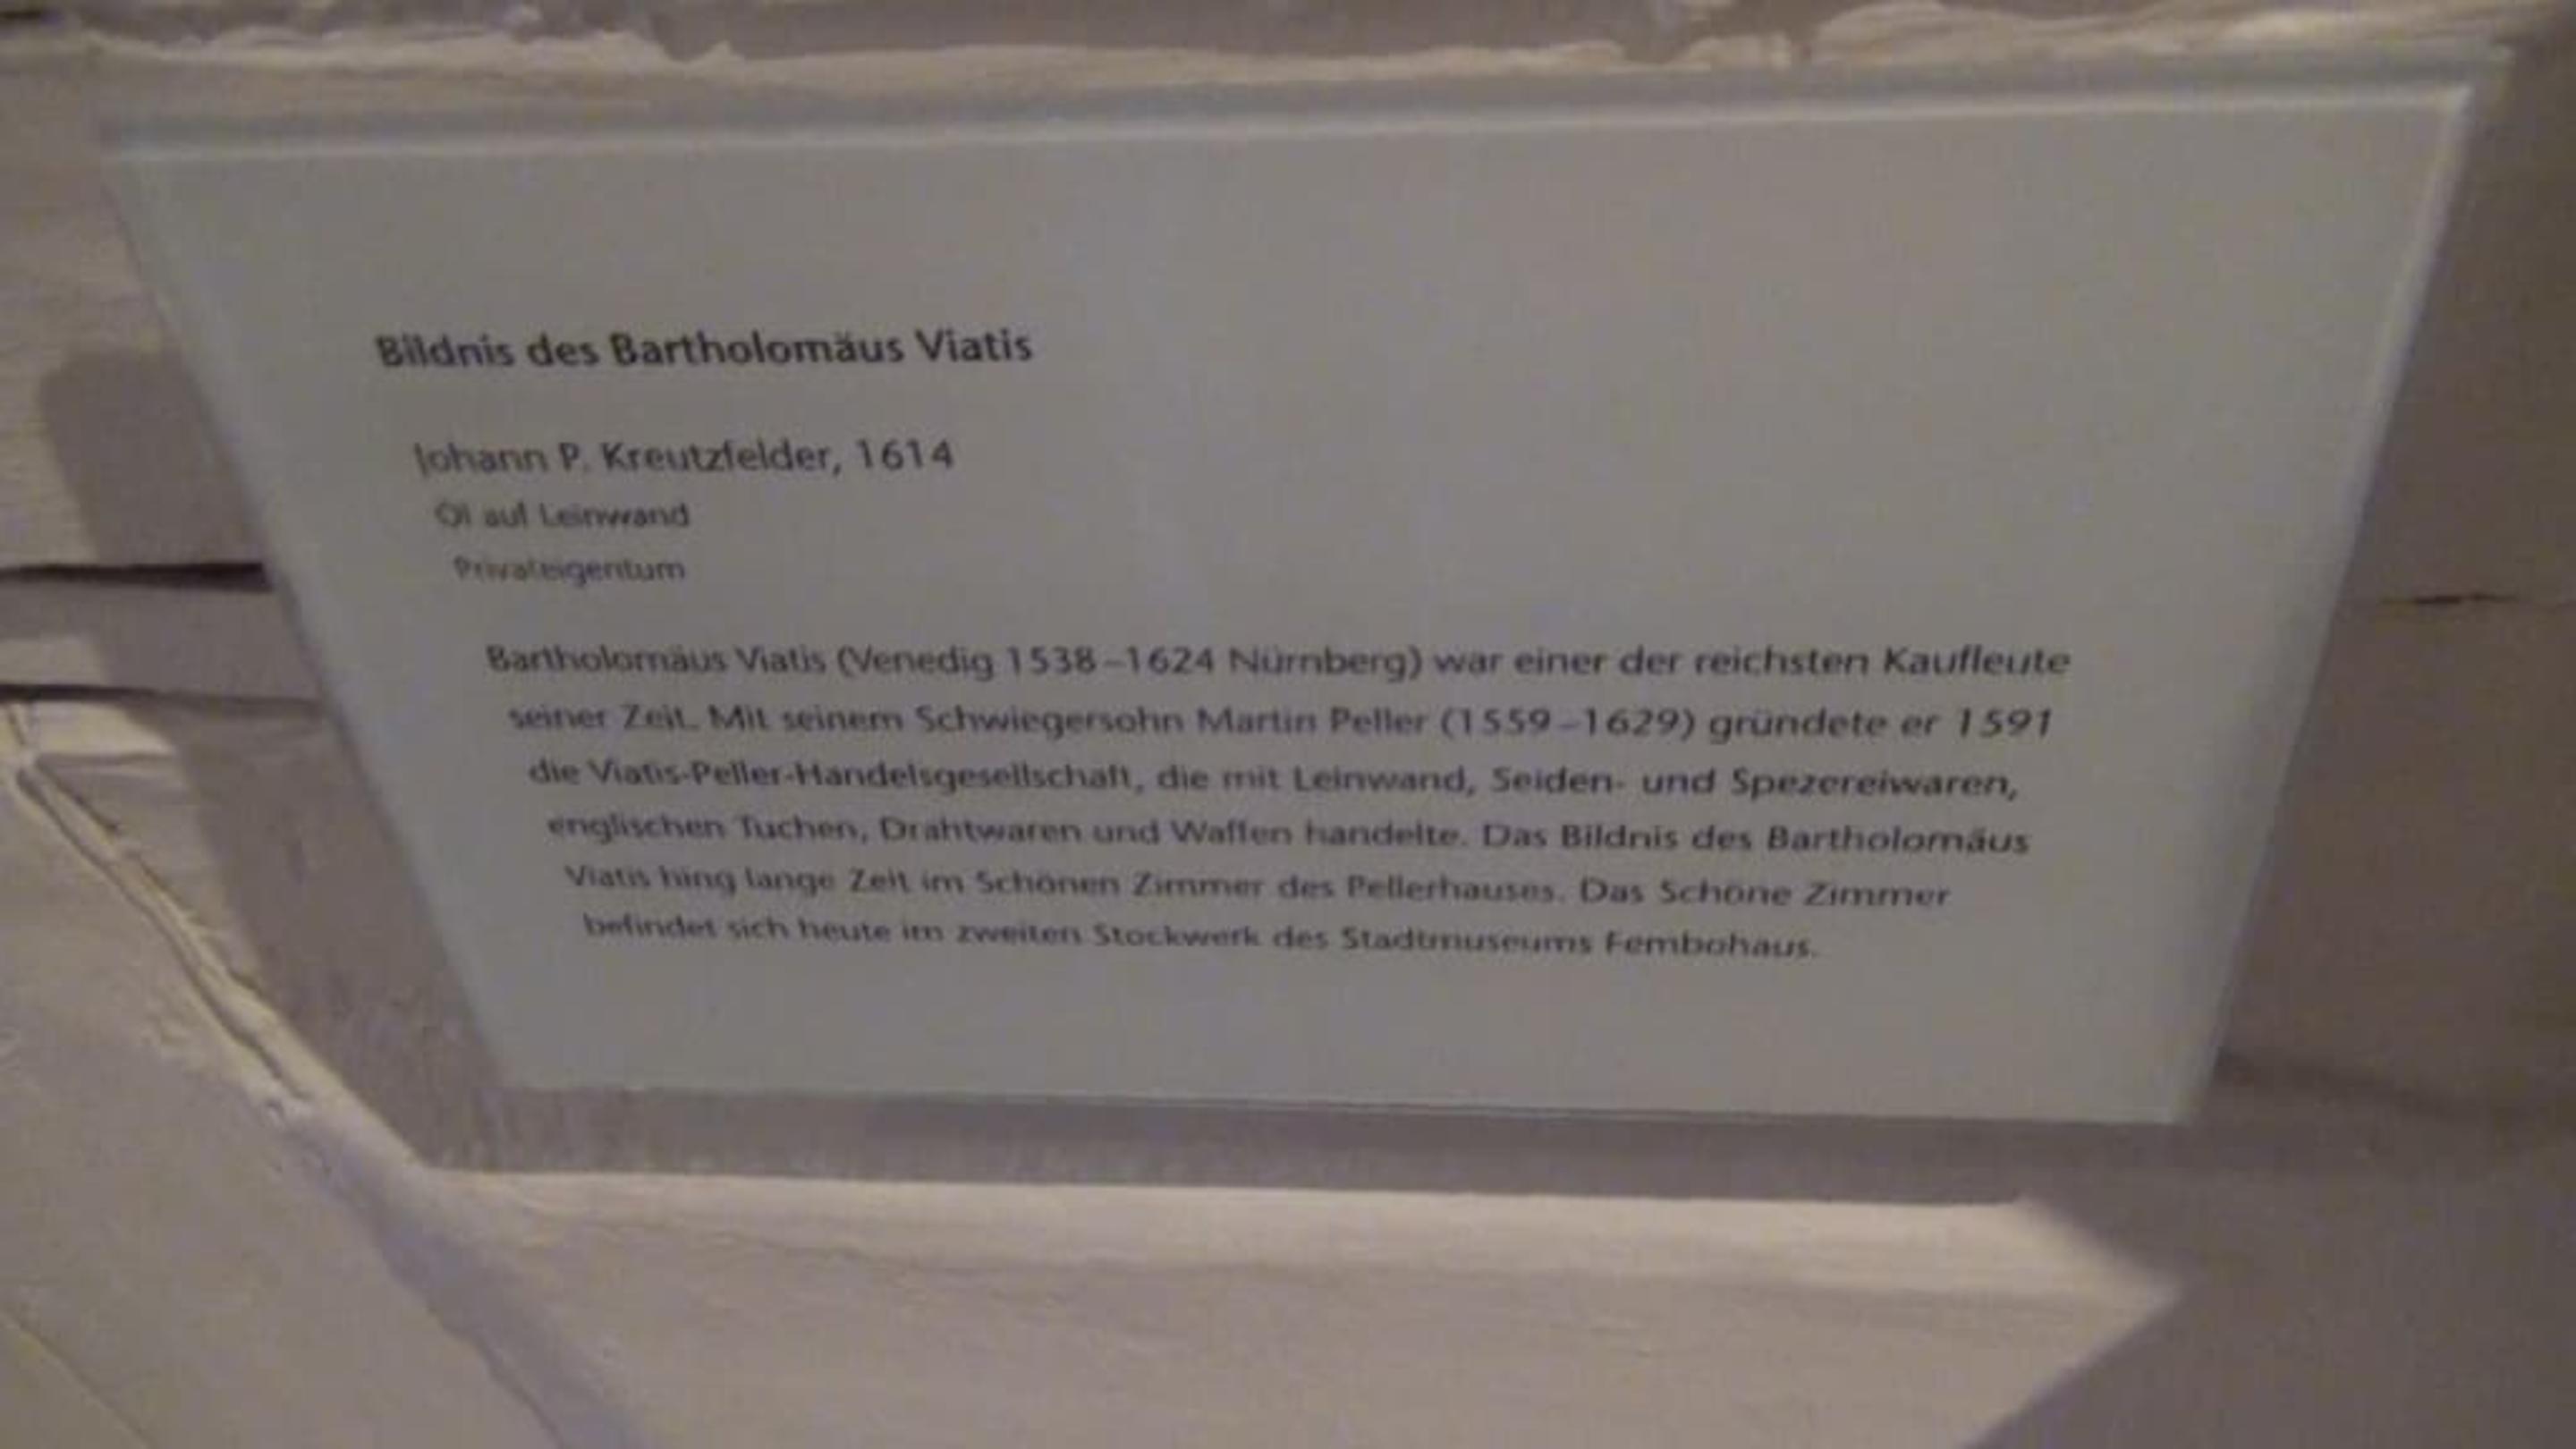 Bildnis des Bartholomäus Viatis
Johann P. Kreutzfelder, 1614
Öl auf Leinwand
Privateigentum
Bartholomäus Viatis (Venedig 1538–1624 Nürnberg) war einer der reichsten Kaufleute
seiner Zeit. Mit seinem Schwiegersohn Martin Peller (1559–1629) gründete er 1591
die Viatis-Peller-Handelsgesellschaft, die mit Leinwand, Seiden- und Spezereiwaren,
englischen Tuchen, Drahtwaren und Waffen handelte. Das Bildnis des Bartholomäus
Viatis hing lange Zeit im Schönen Zimmer des Pellerhauses. Das Schöne Zimmer
befindet sich heute im zweiten Stockwerk des Stadtmuseums Fembohaus.